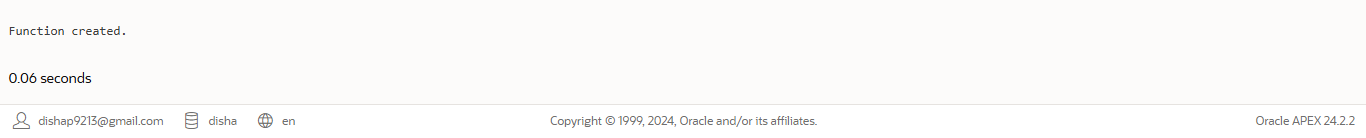 Function created.
0.06 seconds
dishap9213@gmail.com disha en Copyright © 1999, 2024, Oracle and/or its affiliates. Oracle APEX 24.2.2